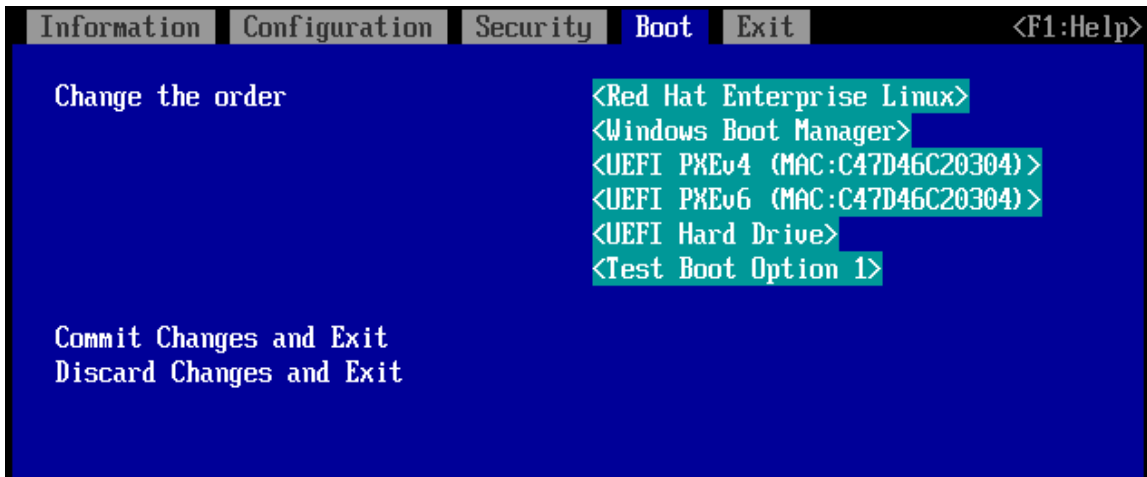 Information Configuration Security Boot Exit <F1:Help>
Change the order <Red Hat Enterprise Linux>
<Windows Boot Manager>
<UEFI PXEv4 (MAC:C47D46C20304)>
<UEFI PXEv6 (MAC:C47D46C20304)>
<UEFI Hard Drive>
<Test Boot Option 1>
Commit Changes and Exit
Discard Changes and Exit